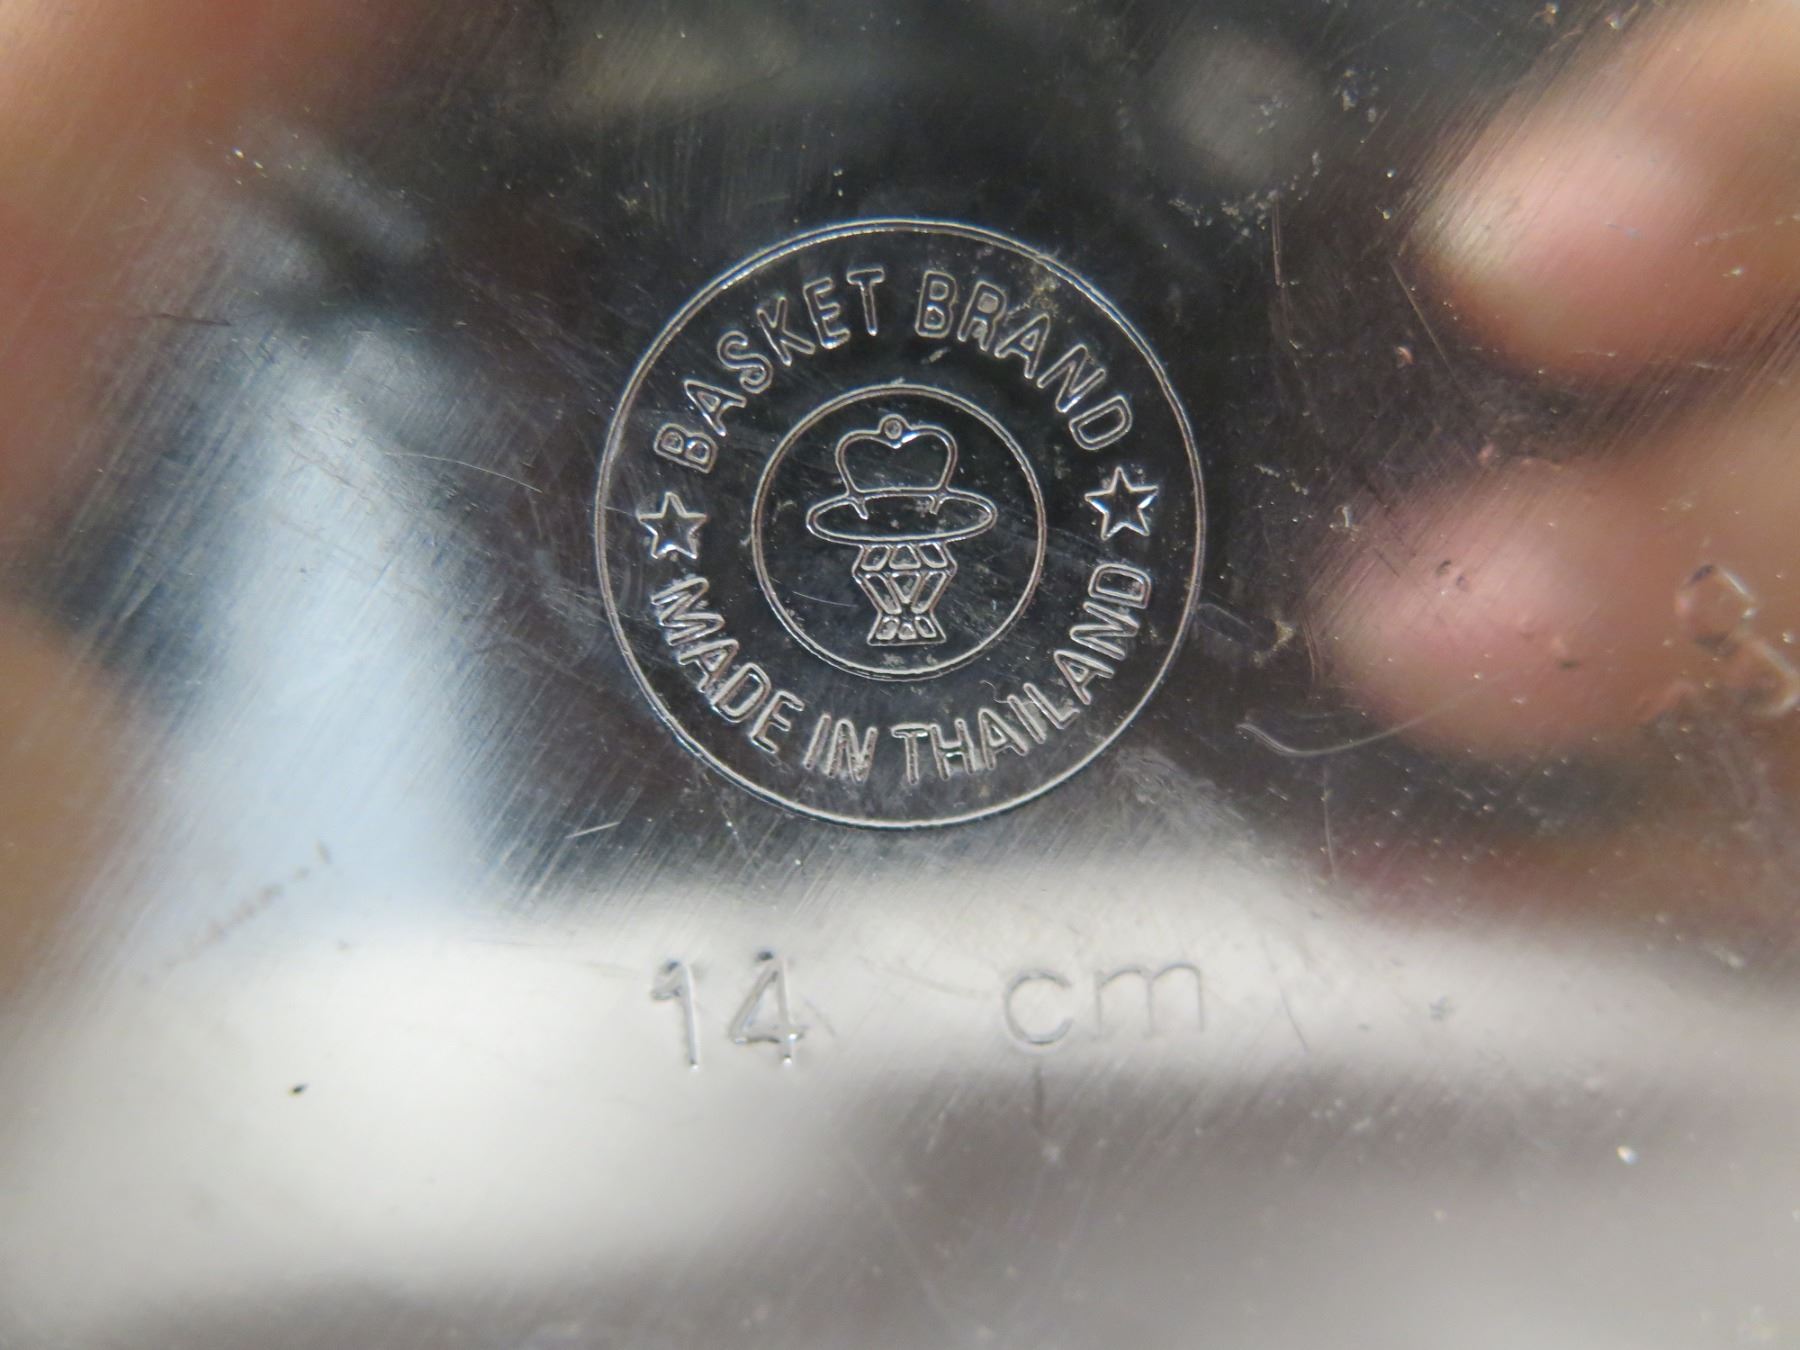 BASKET BRAND
MADE IN THAILAND
14 cm